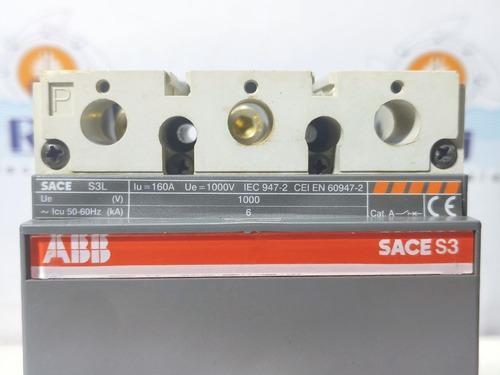 P
SACE S3L Iu=160A Ue=1000V IEC 947-2 CEI EN 60947-2
Ue (V) 1000
~ Icu 50-60Hz (kA) 6 Cat. A CE
ABB SACE S3